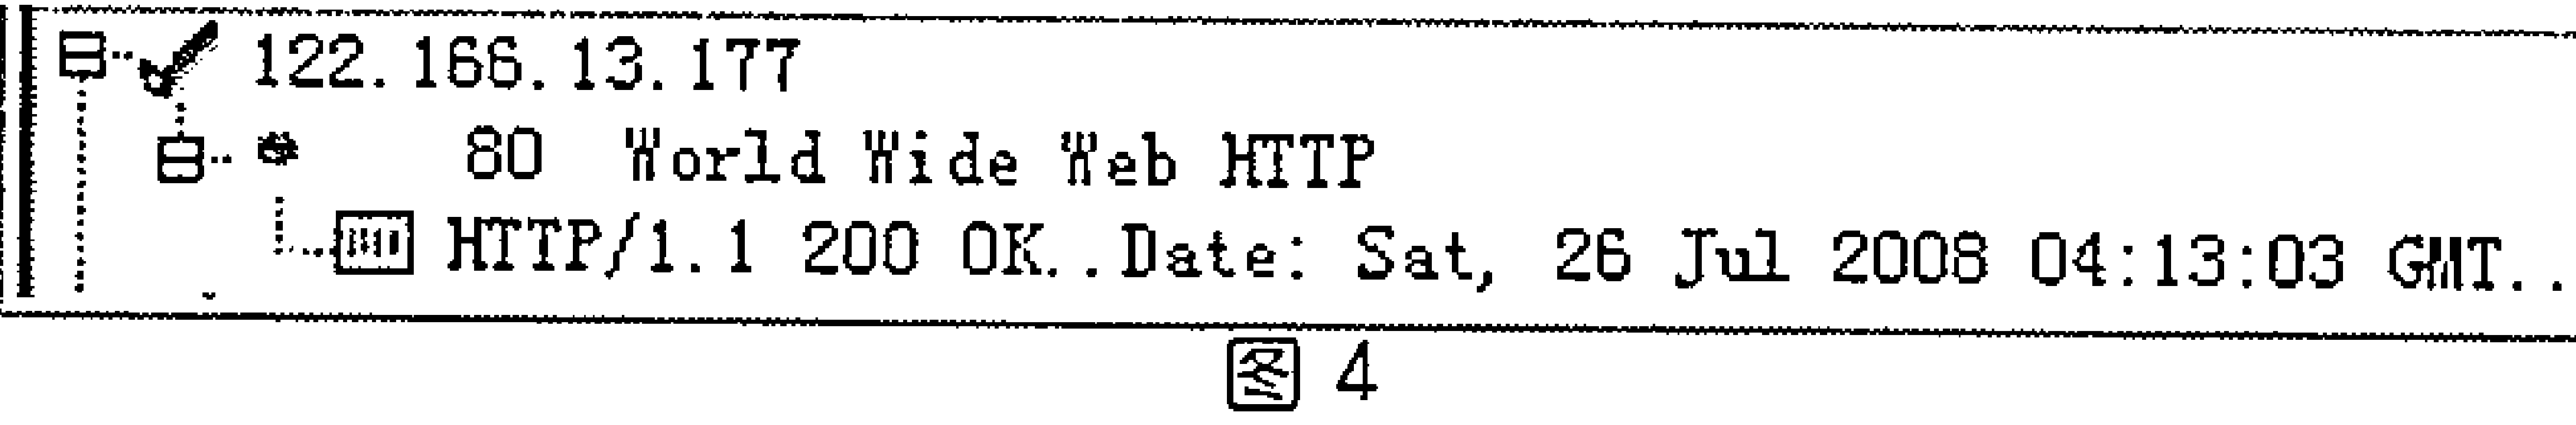 122.166.13.177
80 World Wide Web HTTP
HTTP/1.1 200 OK..Date: Sat, 26 Jul 2008 04:13:03 GMT..
图 4